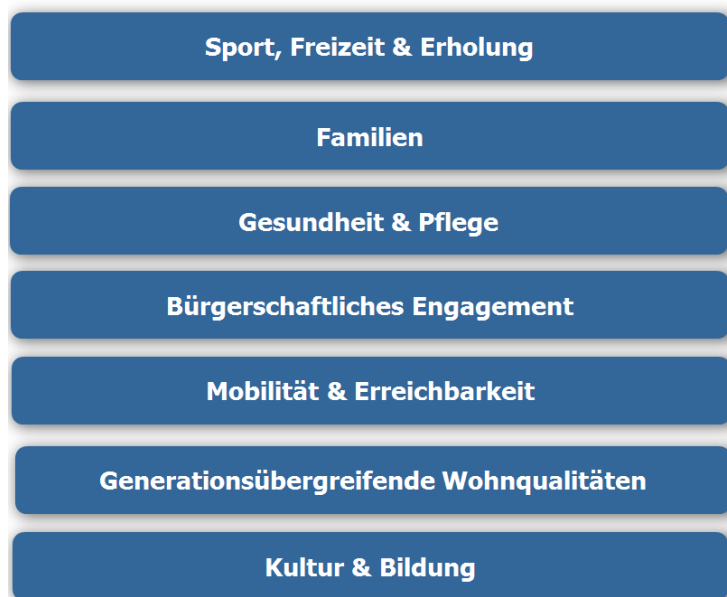 Sport, Freizeit & Erholung
Familien
Gesundheit & Pflege
Bürgerschaftliches Engagement
Mobilität & Erreichbarkeit
Generationsübergreifende Wohnqualitäten
Kultur & Bildung